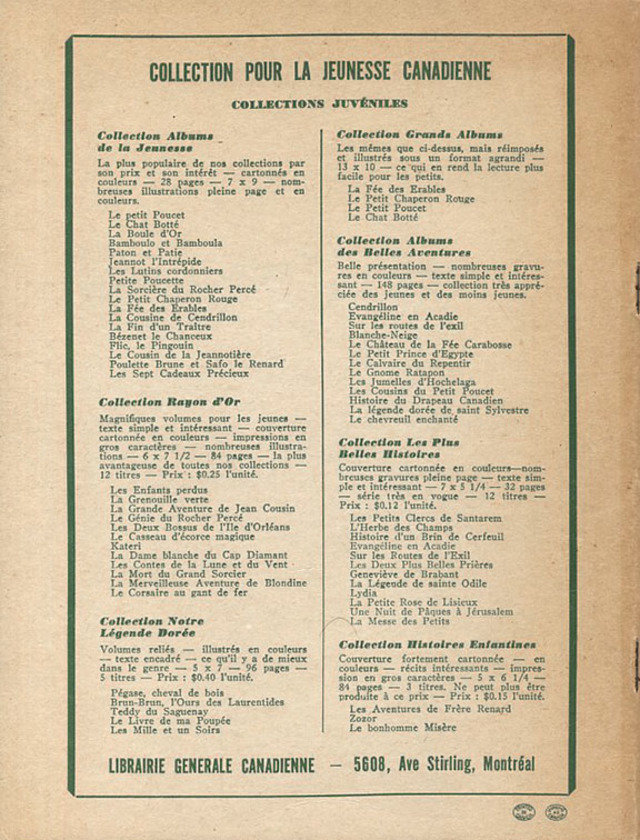 COLLECTION POUR LA JEUNESSE CANADIENNE
COLLECTIONS JUVÉNILES
Collection Albums
de la Jeunesse
La plus populaire de nos collections par
son prix et son intérêt — cartonnés en
couleurs — 28 pages — 7 x 9 — nom-
breuses illustrations pleine page et en
couleurs.
Le petit Poucet
Le Chat Botté
La Boule d'Or
Bamboulo et Bamboula
Paton et Patie
Jeannot l'Intrépide
Les Lutins cordonniers
Petite Poucette
La Sorcière du Rocher Percé
Le Petit Chaperon Rouge
La Fée des Erables
La Cousine de Cendrillon
La Fin d'un Traître
Bézenet le Chanceux
Flic, le Pingouin
Le Cousin de la Jeannotière
Poulette Brune et Safo le Renard
Les Sept Cadeaux Précieux
Collection Rayon d'Or
Magnifiques volumes pour les jeunes —
texte simple et intéressant — couverture
cartonnée en couleurs — impressions en
gros caractères — nombreuses illustra-
tions — 6 x 7 1/2 — 84 pages — la plus
avantageuse de toutes nos collections —
12 titres — Prix : $0.25 l'unité.
Les Enfants perdus
La Grenouille verte
La Grande Aventure de Jean Cousin
Le Génie du Rocher Percé
Les Deux Bossus de l'Ile d'Orléans
Le Casseau d'écorce magique
Kateri
La Dame blanche du Cap Diamant
Les Contes de la Lune et du Vent
La Mort du Grand Sorcier
La Merveilleuse Aventure de Blondine
Le Corsaire au gant de fer
Collection Notre
Légende Dorée
Volumes reliés — illustrés en couleurs
— texte encadré — ce qu'il y a de mieux
dans le genre — 5 x 7 — 96 pages —
5 titres — Prix : $0.40 l'unité.
Pégase, cheval de bois
Brun-Brun, l'Ours des Laurentides
Teddy du Saguenay
Le Livre de ma Poupée
Les Mille et un Soirs
Collection Grands Albums
Les mêmes que ci-dessus, mais réimposés
et illustrés sous un format agrandi —
13 x 10 — ce qui en rend la lecture plus
facile pour les petits.
La Fée des Erables
Le Petit Chaperon Rouge
Le Petit Poucet
Le Chat Botté
Collection Albums
des Belles Aventures
Belle présentation — nombreuses gravu-
res en couleurs — texte simple et intéres-
sant — 148 pages — collection très appré-
ciée des jeunes et des moins jeunes.
Cendrillon
Evangéline en Acadie
Sur les routes de l'exil
Blanche-Neige
Le Château de la Fée Carabosse
Le Petit Prince d'Egypte
Le Calvaire du Repentir
Le Gnome Ratapon
Les Jumelles d'Hochelaga
Les Cousins du Petit Poucet
Histoire du Drapeau Canadien
La légende dorée de saint Sylvestre
Le chevreuil enchanté
Collection Les Plus
Belles Histoires
Couverture cartonnée en couleurs—nom-
breuses gravures pleine page — texte sim-
ple et intéressant — 7 x 5 1/4 — 32 pages
— série très en vogue — 12 titres —
Prix : $0.12 l'unité.
Les Petits Clercs de Santarem
L'Herbe des Champs
Histoire d'un Brin de Cerfeuil
Evangéline en Acadie
Sur les Routes de l'Exil
Les Deux Plus Belles Prières
Geneviève de Brabant
La Légende de sainte Odile
Lydia
La Petite Rose de Lisieux
Une Nuit de Pâques à Jérusalem
La Messe des Petits
Collection Histoires Enfantines
Couverture fortement cartonnée — en
couleurs — récits intéressants — impres-
sion en gros caractères — 5 x 6 1/4 —
84 pages — 3 titres. Ne peut plus être
produite à ce prix — Prix : $0.15 l'unité.
Les Aventures de Frère Renard
Zozor
Le bonhomme Misère
LIBRAIRIE GENERALE CANADIENNE — 5608, Ave Stirling, Montréal